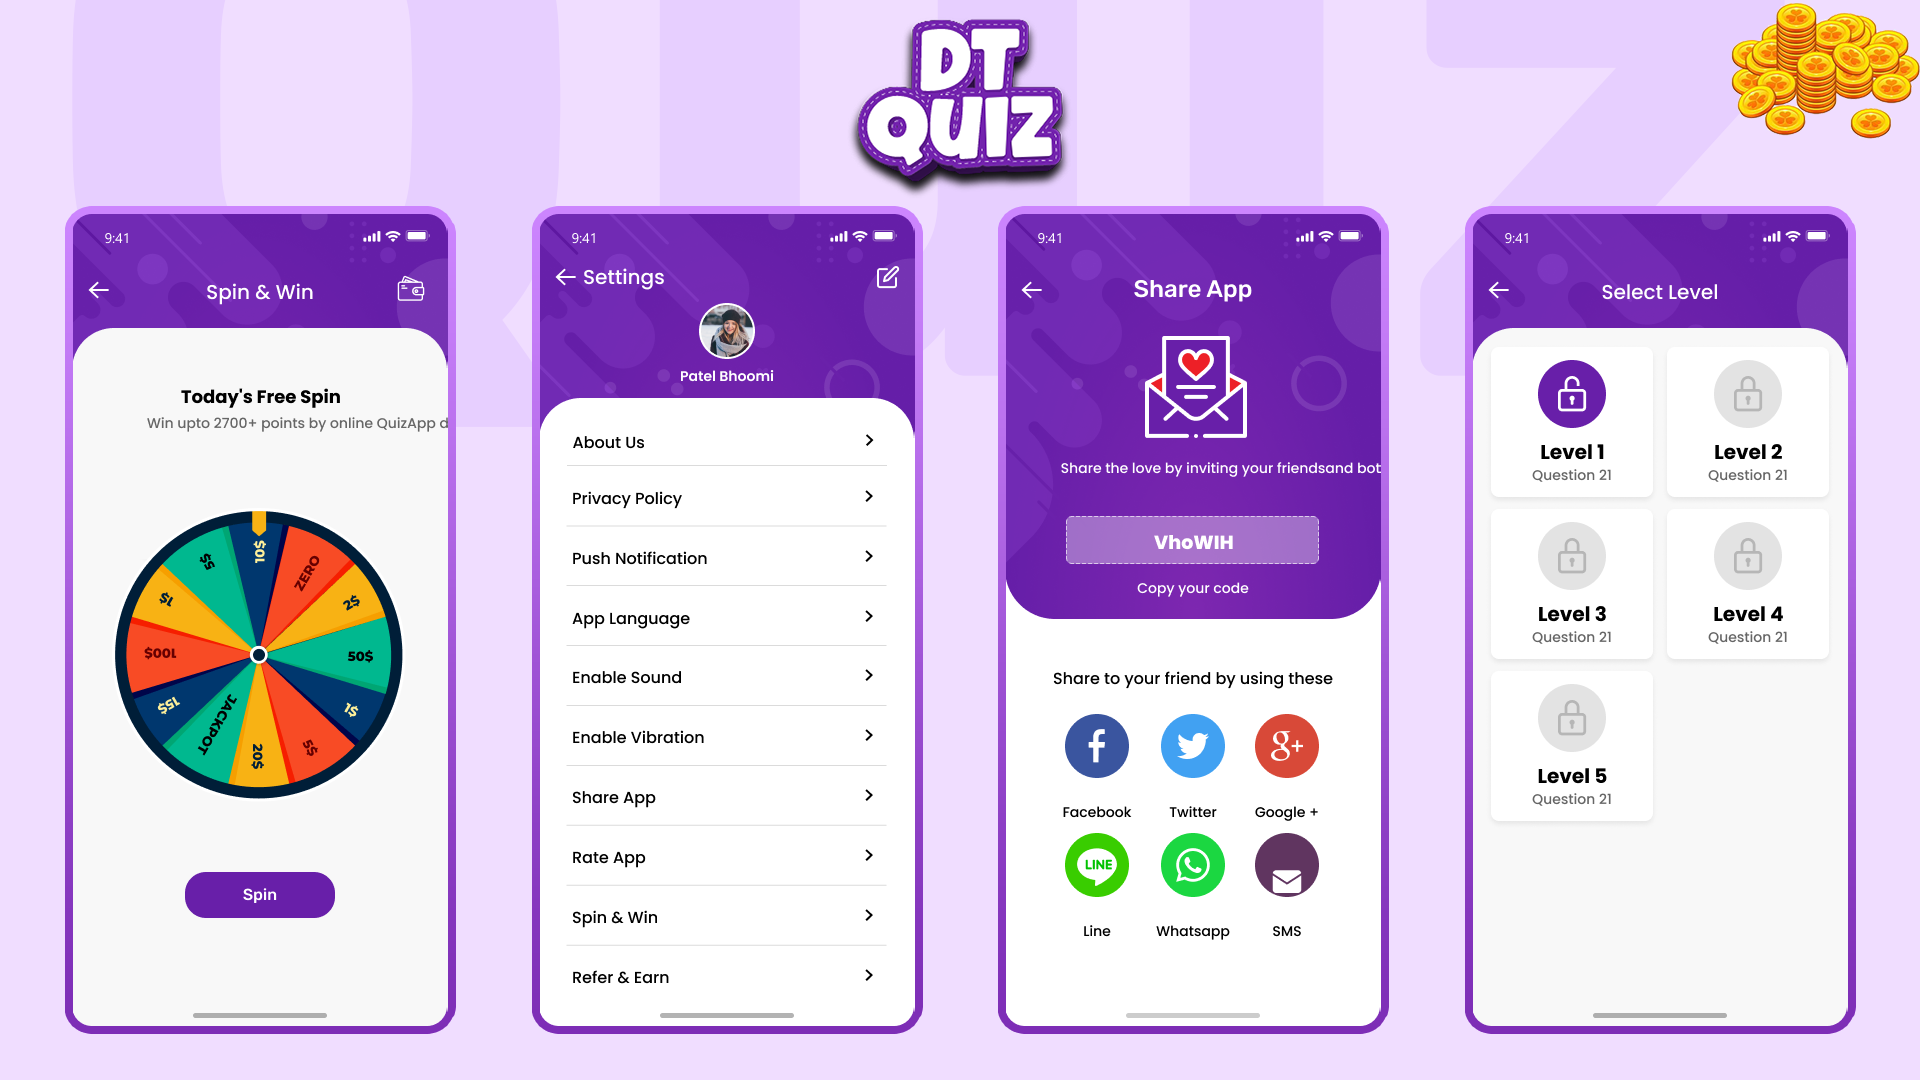 DT
QUIZ
9:41
Spin & Win
Today's Free Spin
Win upto 2700+ points by online QuizApp d
10$
ZERO
2$
50$
$1
5$
20$
JACKPOT
15$
100$
1$
5$
Spin
9:41
Settings
Patel Bhoomi
About Us
Privacy Policy
Push Notification
App Language
Enable Sound
Enable Vibration
Share App
Rate App
Spin & Win
Refer & Earn
9:41
Share App
Share the love by inviting your friendsand bot
VhoWIH
Copy your code
Share to your friend by using these
Facebook
Twitter
Google +
LINE
Line
Whatsapp
SMS
9:41
Select Level
Level 1
Question 21
Level 2
Question 21
Level 3
Question 21
Level 4
Question 21
Level 5
Question 21